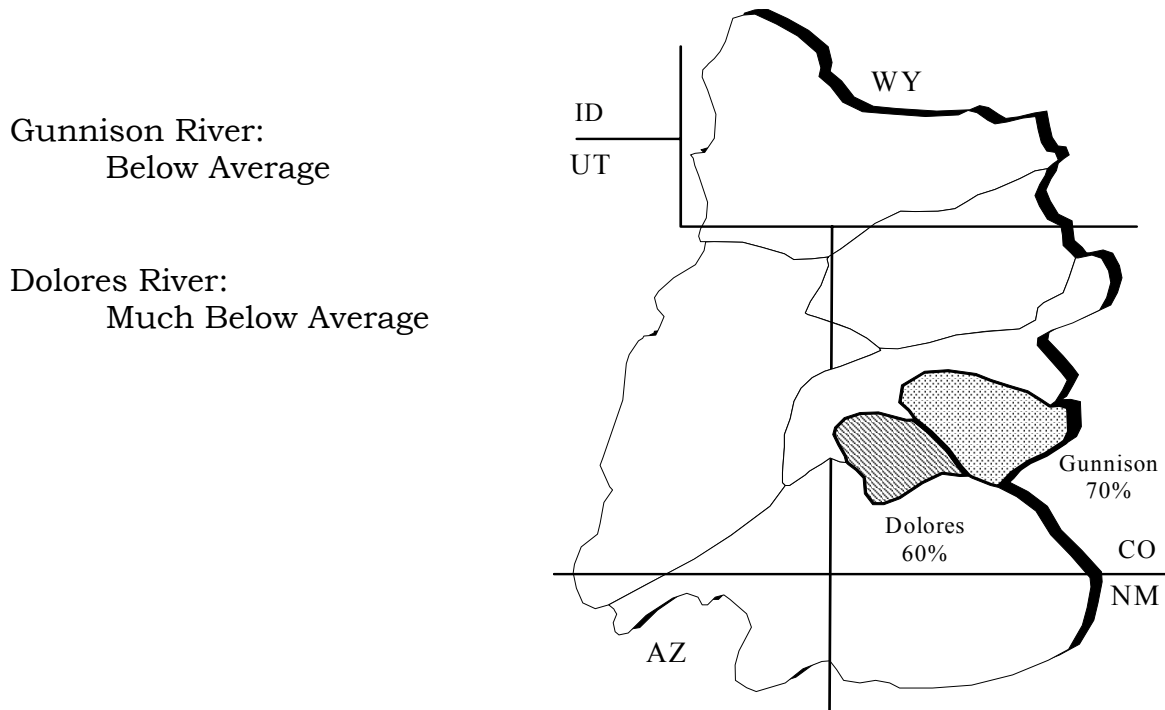 Gunnison River:
Below Average
Dolores River:
Much Below Average
WY
ID
UT
Gunnison
70%
Dolores
60%
CO
NM
AZ